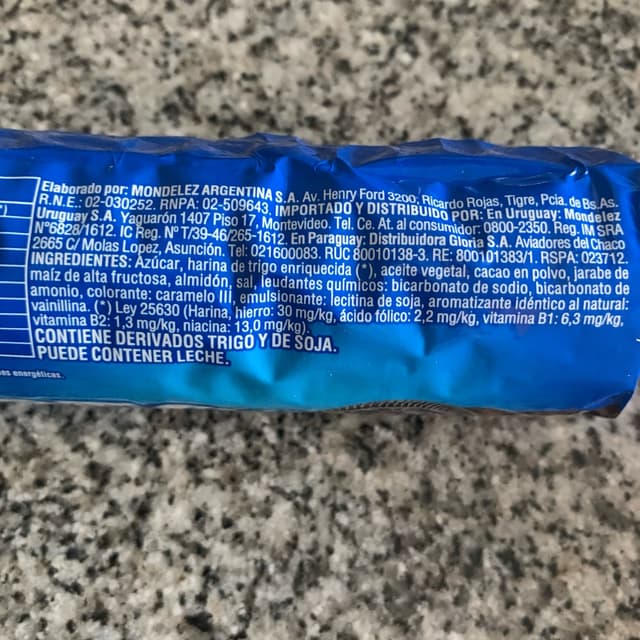 Elaborado por: MONDELEZ ARGENTINA S.A. Av. Henry Ford 3200, Ricardo Rojas, Tigre, Pcia. de Bs.As.
R.N.E.: 02-030252. RNPA: 02-509643. IMPORTADO Y DISTRIBUIDO POR: En Uruguay: Mondelez
Uruguay S.A. Yaguarón 1407 Piso 17, Montevideo. Tel. Ce. At. al consumidor: 0800-2350. Reg. IM SRA
N°6828/1612. IC Reg. N° T/39-46/265-1612. En Paraguay: Distribuidora Gloria S.A. Aviadores del Chaco
2665 C/ Molas Lopez, Asunción. Tel: 021600083. RUC 80010138-3. RE: 800101383/1. RSPA: 023712.
INGREDIENTES: Azúcar, harina de trigo enriquecida (*), aceite vegetal, cacao en polvo, jarabe de
maíz de alta fructosa, almidón, sal, leudantes químicos: bicarbonato de sodio, bicarbonato de
amonio, colorante: caramelo III, emulsionante: lecitina de soja, aromatizante idéntico al natural:
vainillina. (*) Ley 25630 (Harina, hierro: 30 mg/kg, ácido fólico: 2,2 mg/kg, vitamina B1: 6,3 mg/kg,
vitamina B2: 1,3 mg/kg, niacina: 13,0 mg/kg).
CONTIENE DERIVADOS TRIGO Y DE SOJA.
PUEDE CONTENER LECHE.
energéticas.